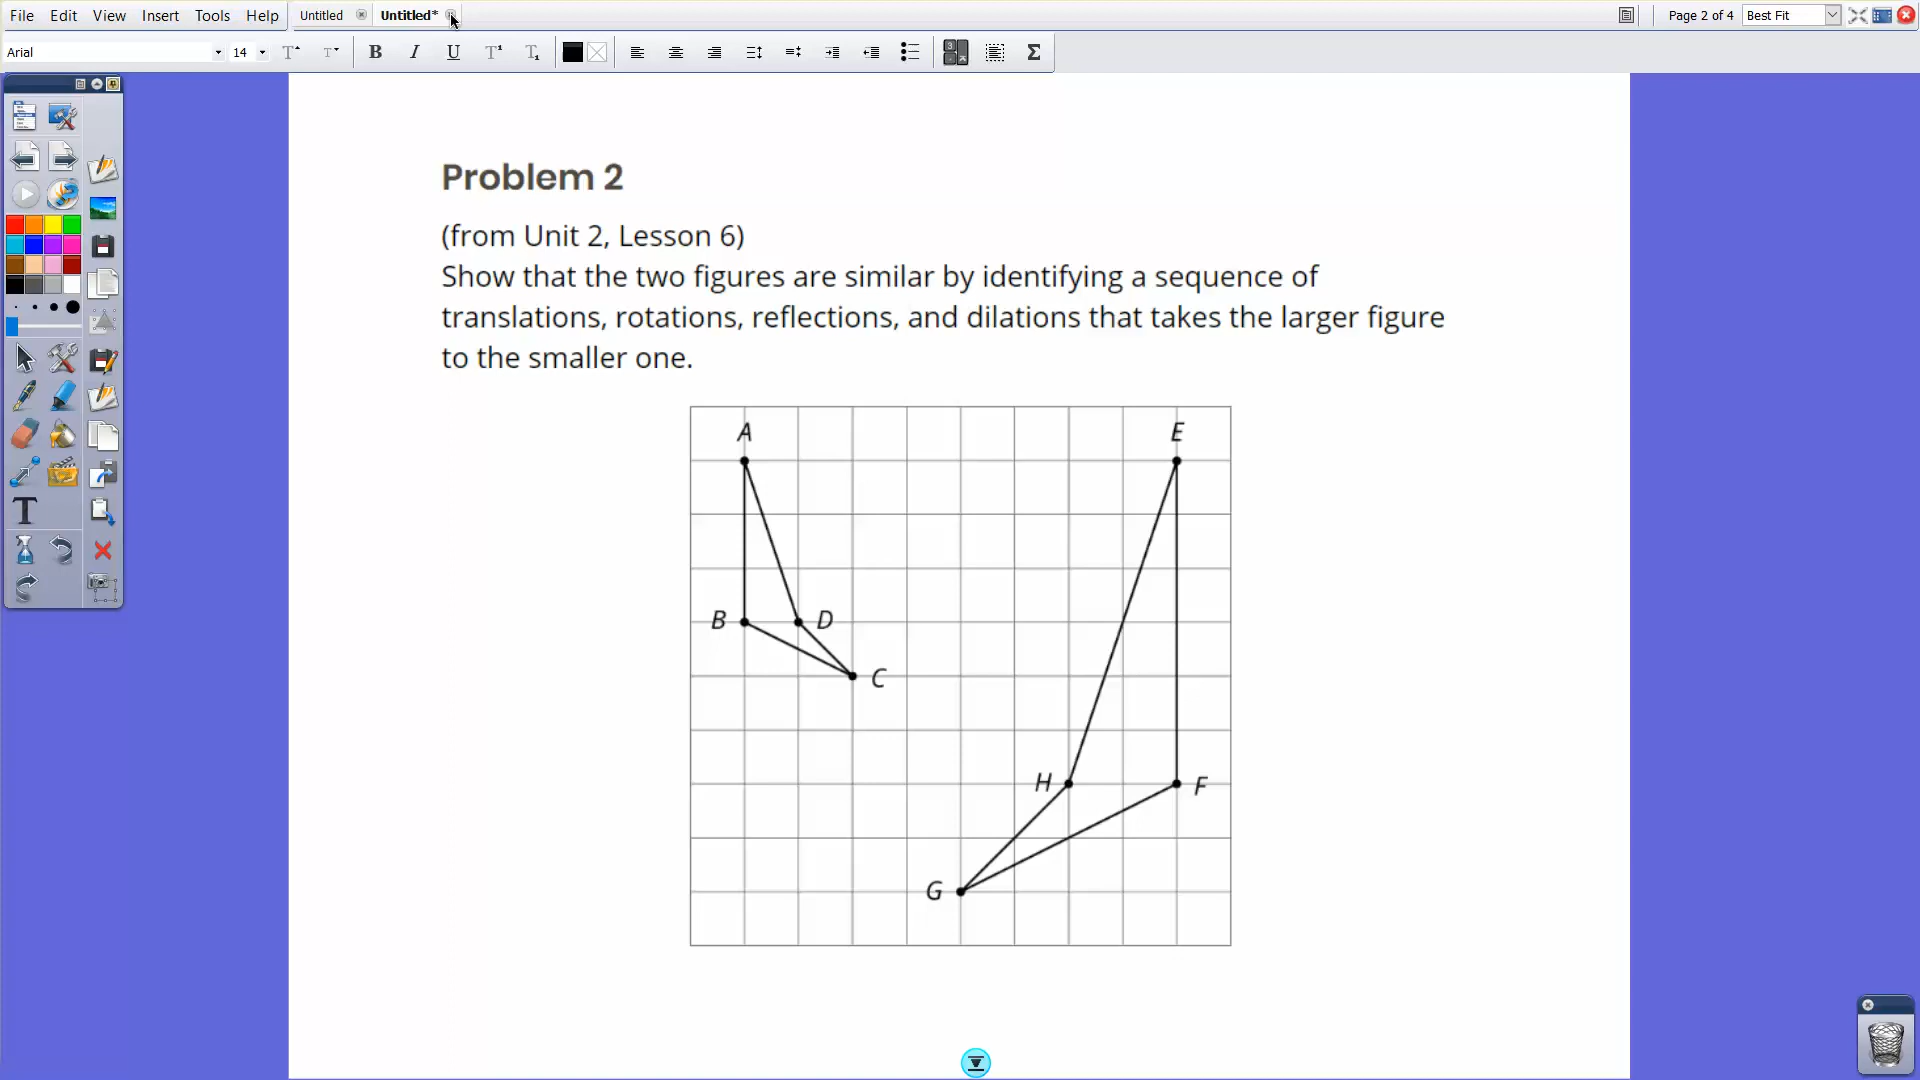 File Edit View Insert Tools Help Untitled Untitled* Page 2 of 4 Best Fit
Arial 14 B I U T T Σ
Problem 2
(from Unit 2, Lesson 6)
Show that the two figures are similar by identifying a sequence of
translations, rotations, reflections, and dilations that takes the larger figure
to the smaller one.
A E
B D
C
H F
G
T